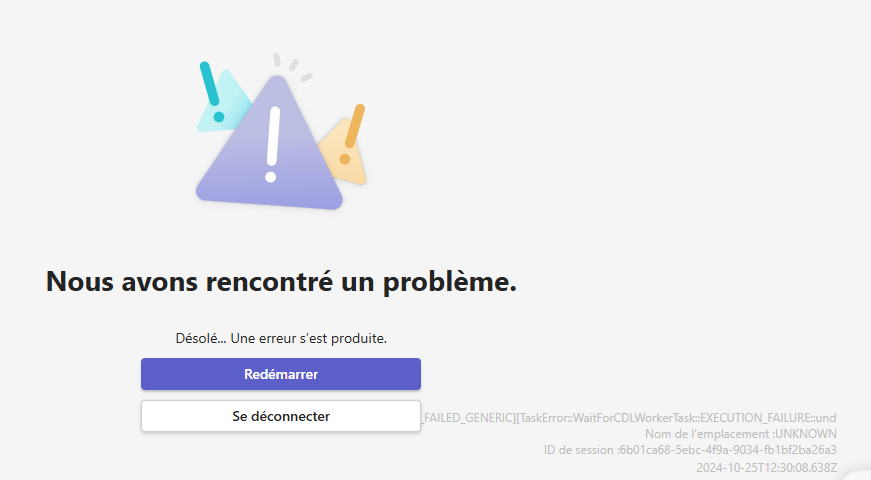 Nous avons rencontré un problème.
Désolé... Une erreur s’est produite.
Redémarrer
Se déconnecter
_FAILED_GENERIC][TaskError::WaitForCDLWorkerTask::EXECUTION_FAILURE::und
Nom de l’emplacement :UNKNOWN
ID de session :6b01ca68-5ebc-4f9a-9034-fb1bf2ba26a3
2024-10-25T12:30:08.638Z